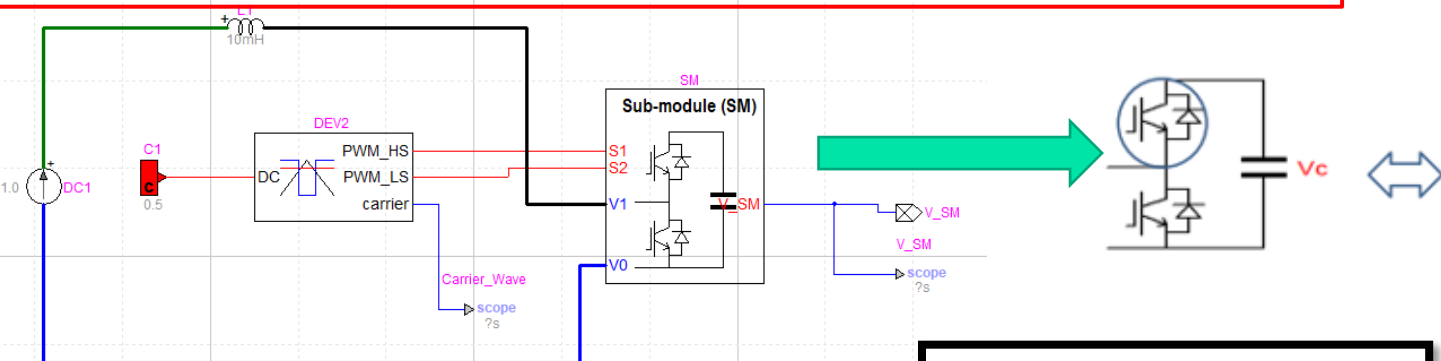 L1
10mH
SM
Sub-module (SM)
DEV2
PWM_HS
S1
C1
S2
DC
PWM_LS
C
1.0
DC1
0.5
carrier
V1
V_SM
V_SM
V_SM
V0
scope
?s
Carrier_Wave
scope
?s
Vc